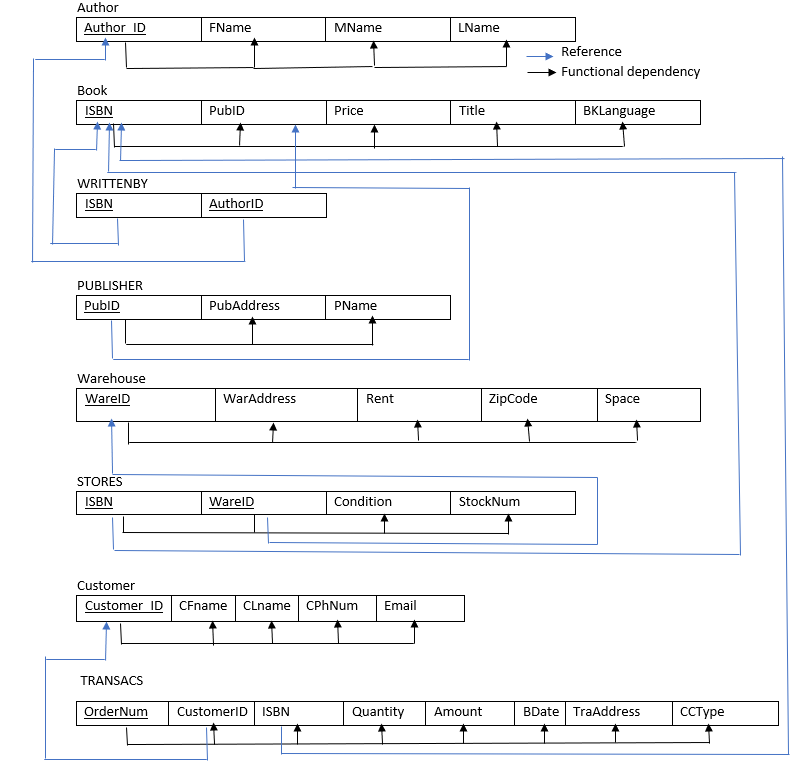 Author
Author_ID FName MName LName
Reference
Functional dependency
Book
ISBN PubID Price Title BKLanguage
WRITTENBY
ISBN AuthorID
PUBLISHER
PubID PubAddress PName
Warehouse
WareID WarAddress Rent ZipCode Space
STORES
ISBN WareID Condition StockNum
Customer
Customer_ID CFname CLname CPhNum Email
TRANSACS
OrderNum CustomerID ISBN Quantity Amount BDate TraAddress CCType